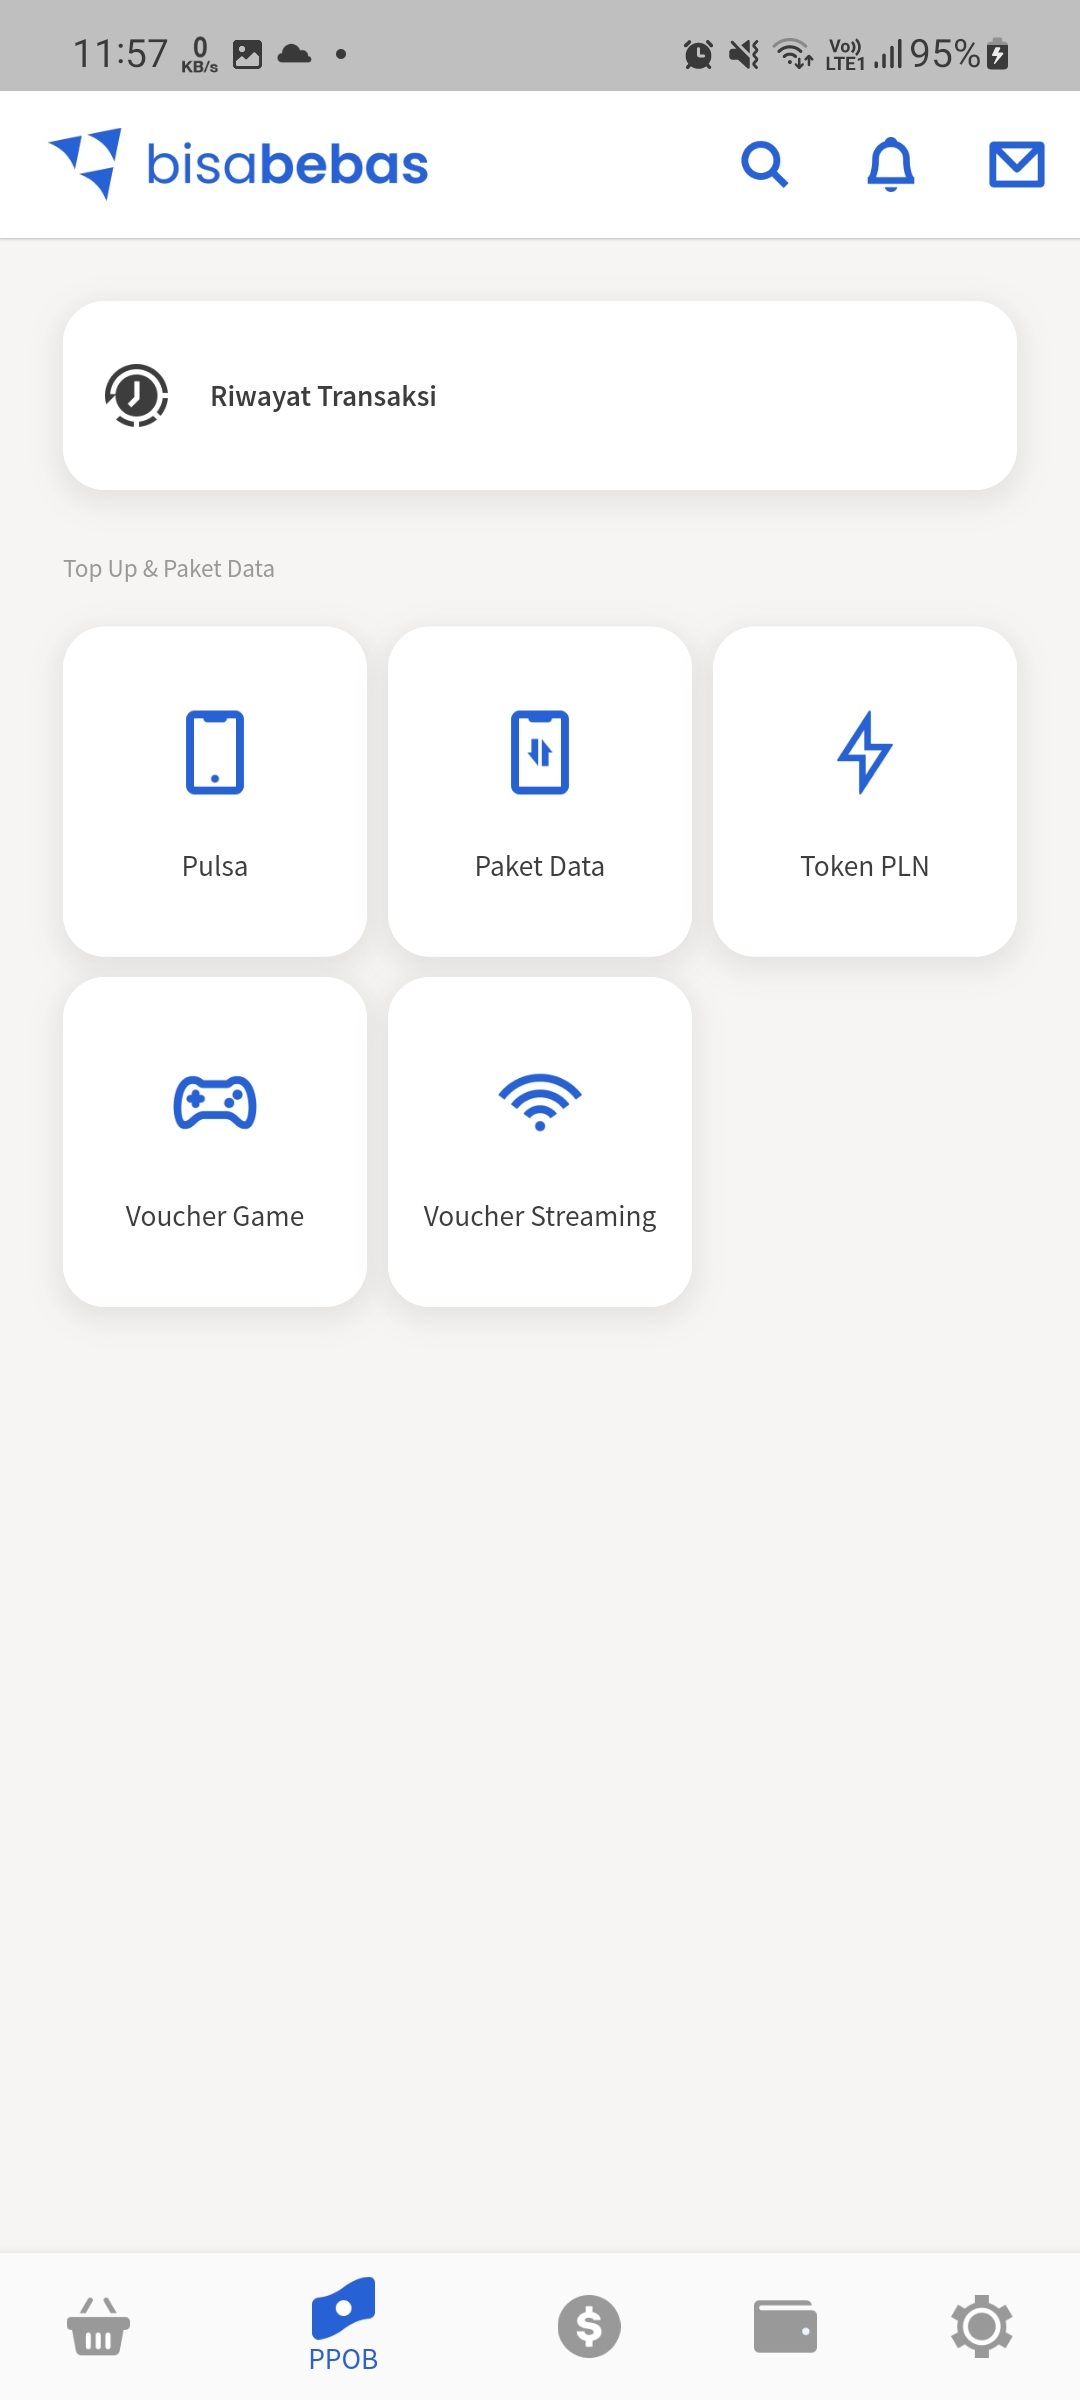 11:57 0 KB/s Vo)) LTE1 95%
bisabebas
Riwayat Transaksi
Top Up & Paket Data
Pulsa Paket Data Token PLN
Voucher Game Voucher Streaming
PPOB